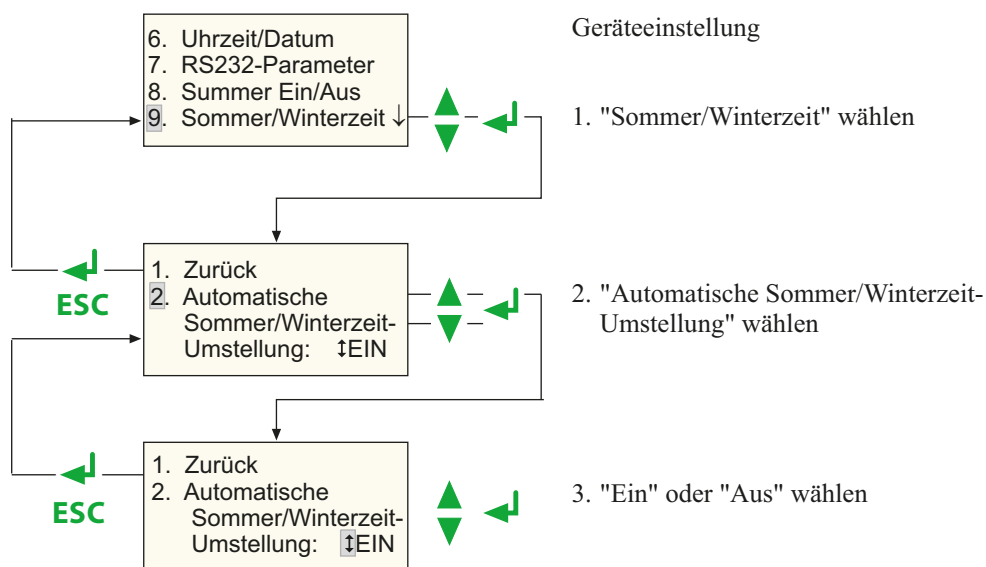 6. Uhrzeit/Datum
7. RS232-Parameter
8. Summer Ein/Aus
9. Sommer/Winterzeit ↓
Geräteeinstellung
1. "Sommer/Winterzeit" wählen
ESC
1. Zurück
2. Automatische
Sommer/Winterzeit-
Umstellung: ↕EIN
2. "Automatische Sommer/Winterzeit-
Umstellung" wählen
ESC
1. Zurück
2. Automatische
Sommer/Winterzeit-
Umstellung: ↕EIN
3. "Ein" oder "Aus" wählen